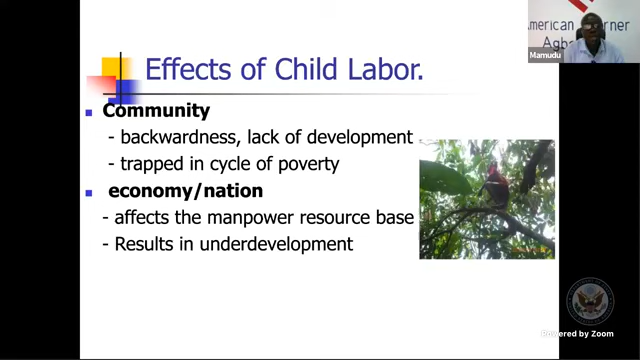 American Corner
Agba
Mamudu
Effects of Child Labor.
Community
- backwardness, lack of development
- trapped in cycle of poverty
economy/nation
- affects the manpower resource base
- Results in underdevelopment
Powered by Zoom